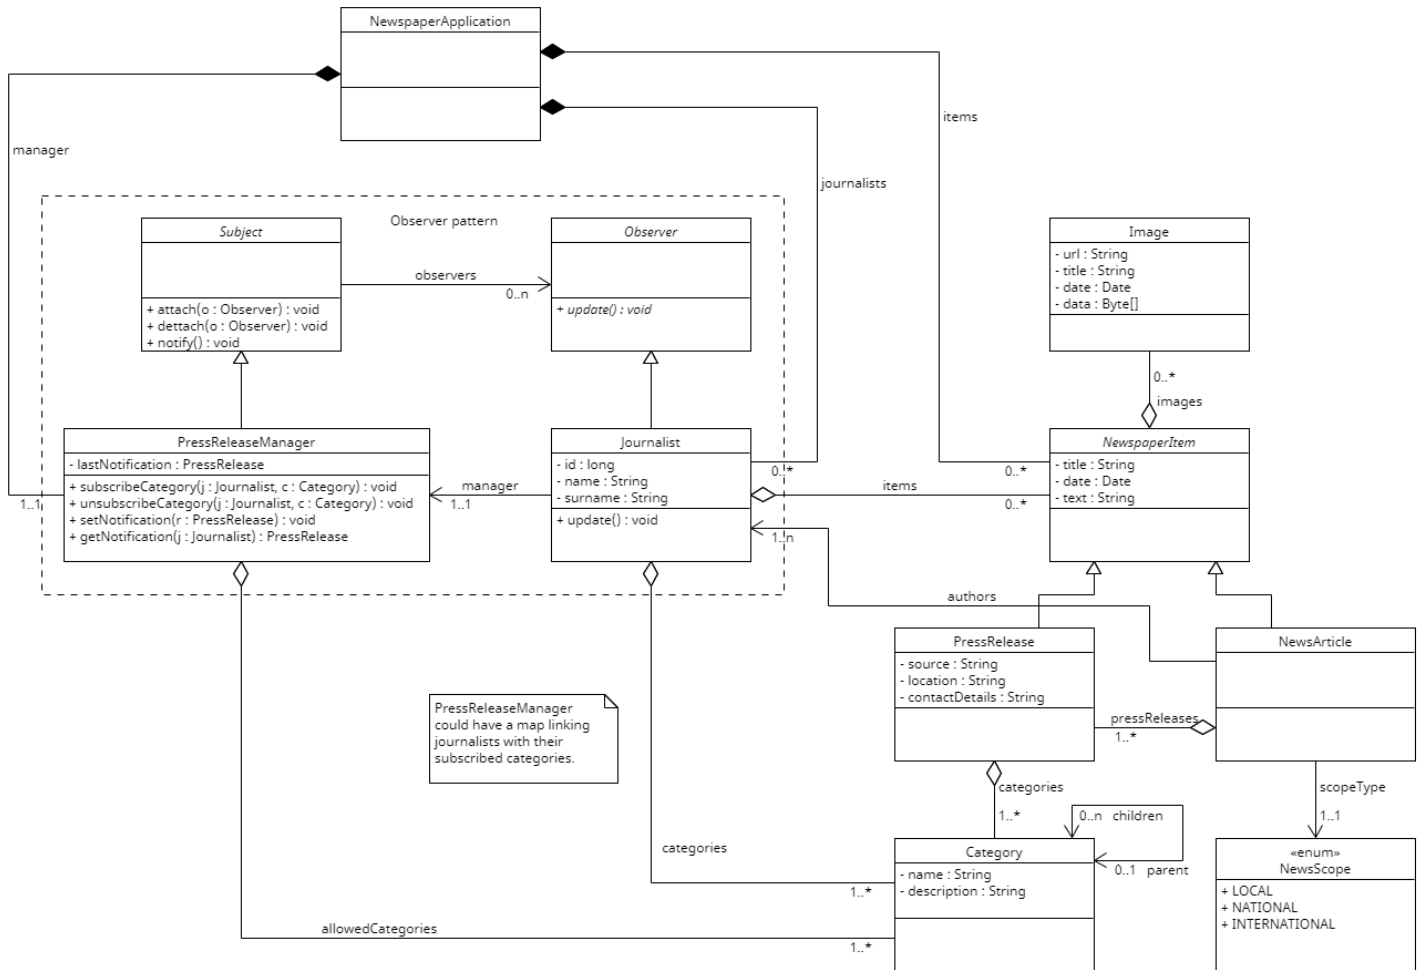 NewspaperApplication
items
manager
journalists
Observer pattern
Subject
+ attach(o : Observer) : void
+ dettach(o : Observer) : void
+ notify() : void
observers
0..n
Observer
+ update() : void
Image
- url : String
- title : String
- date : Date
- data : Byte[]
0..*
images
PressReleaseManager
- lastNotification : PressRelease
+ subscribeCategory(j : Journalist, c : Category) : void
+ unsubscribeCategory(j : Journalist, c : Category) : void
+ setNotification(r : PressRelease) : void
+ getNotification(j : Journalist) : PressRelease
1..1
manager
1..1
Journalist
- id : long
- name : String
- surname : String
+ update() : void
0..*
items
0..*
0..*
1..n
NewspaperItem
- title : String
- date : Date
- text : String
authors
PressRelease
- source : String
- location : String
- contactDetails : String
NewsArticle
pressReleases
1..*
PressReleaseManager
could have a map linking
journalists with their
subscribed categories.
categories
1..*
0..n children
0..1 parent
scopeType
1..1
categories
1..*
allowedCategories
1..*
Category
- name : String
- description : String
«enum»
NewsScope
+ LOCAL
+ NATIONAL
+ INTERNATIONAL